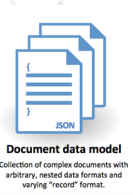 {
}
JSON
Document data model
Collection of complex documents with
arbitrary, nested data formats and
varying "record" format.